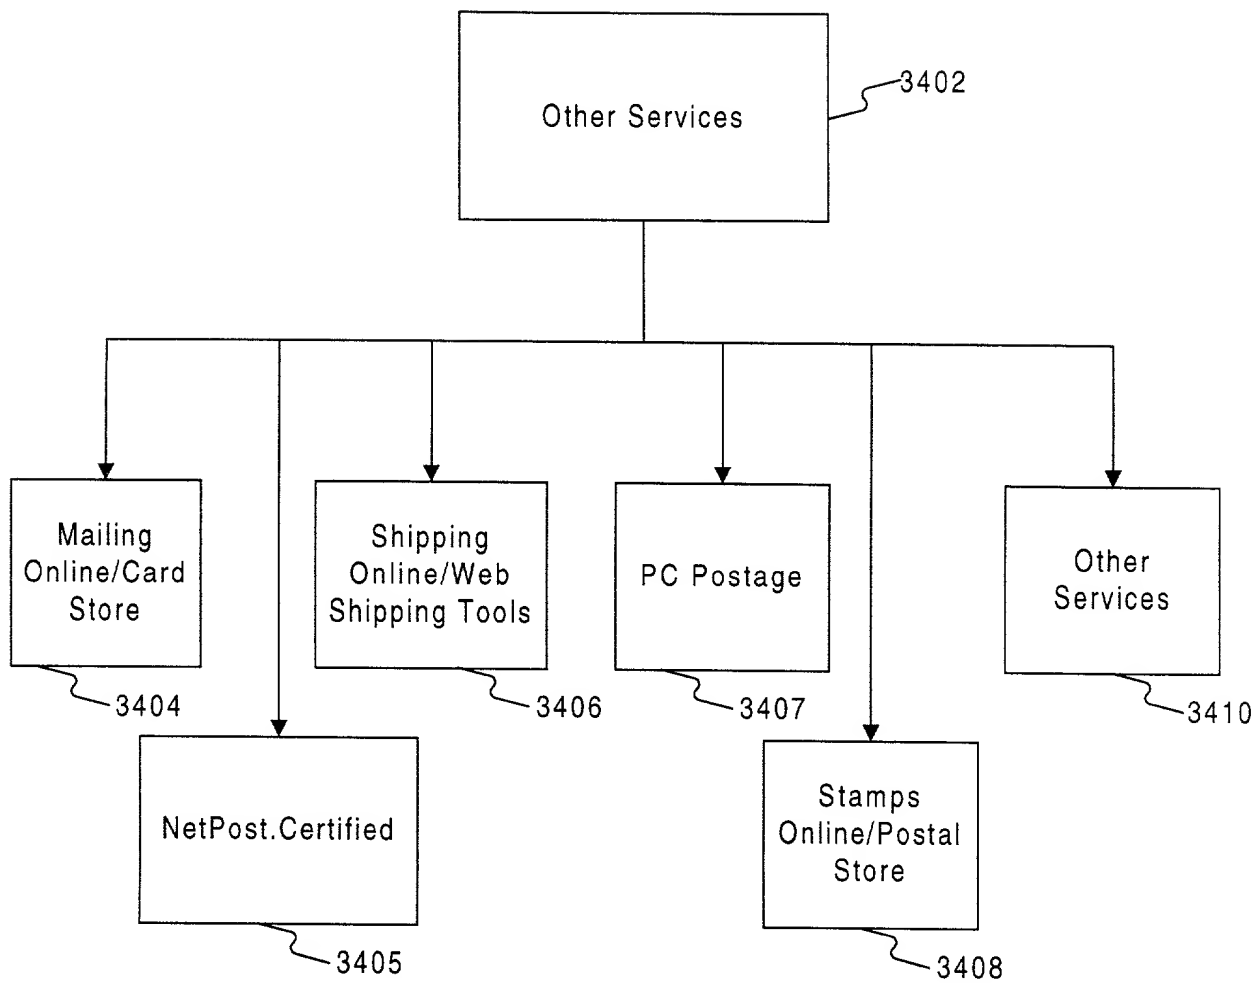 3402
Other Services
Mailing
Online/Card
Store
Shipping
Online/Web
Shipping Tools
PC Postage
Other
Services
3404
3406
3407
3410
NetPost.Certified
Stamps
Online/Postal
Store
3405
3408